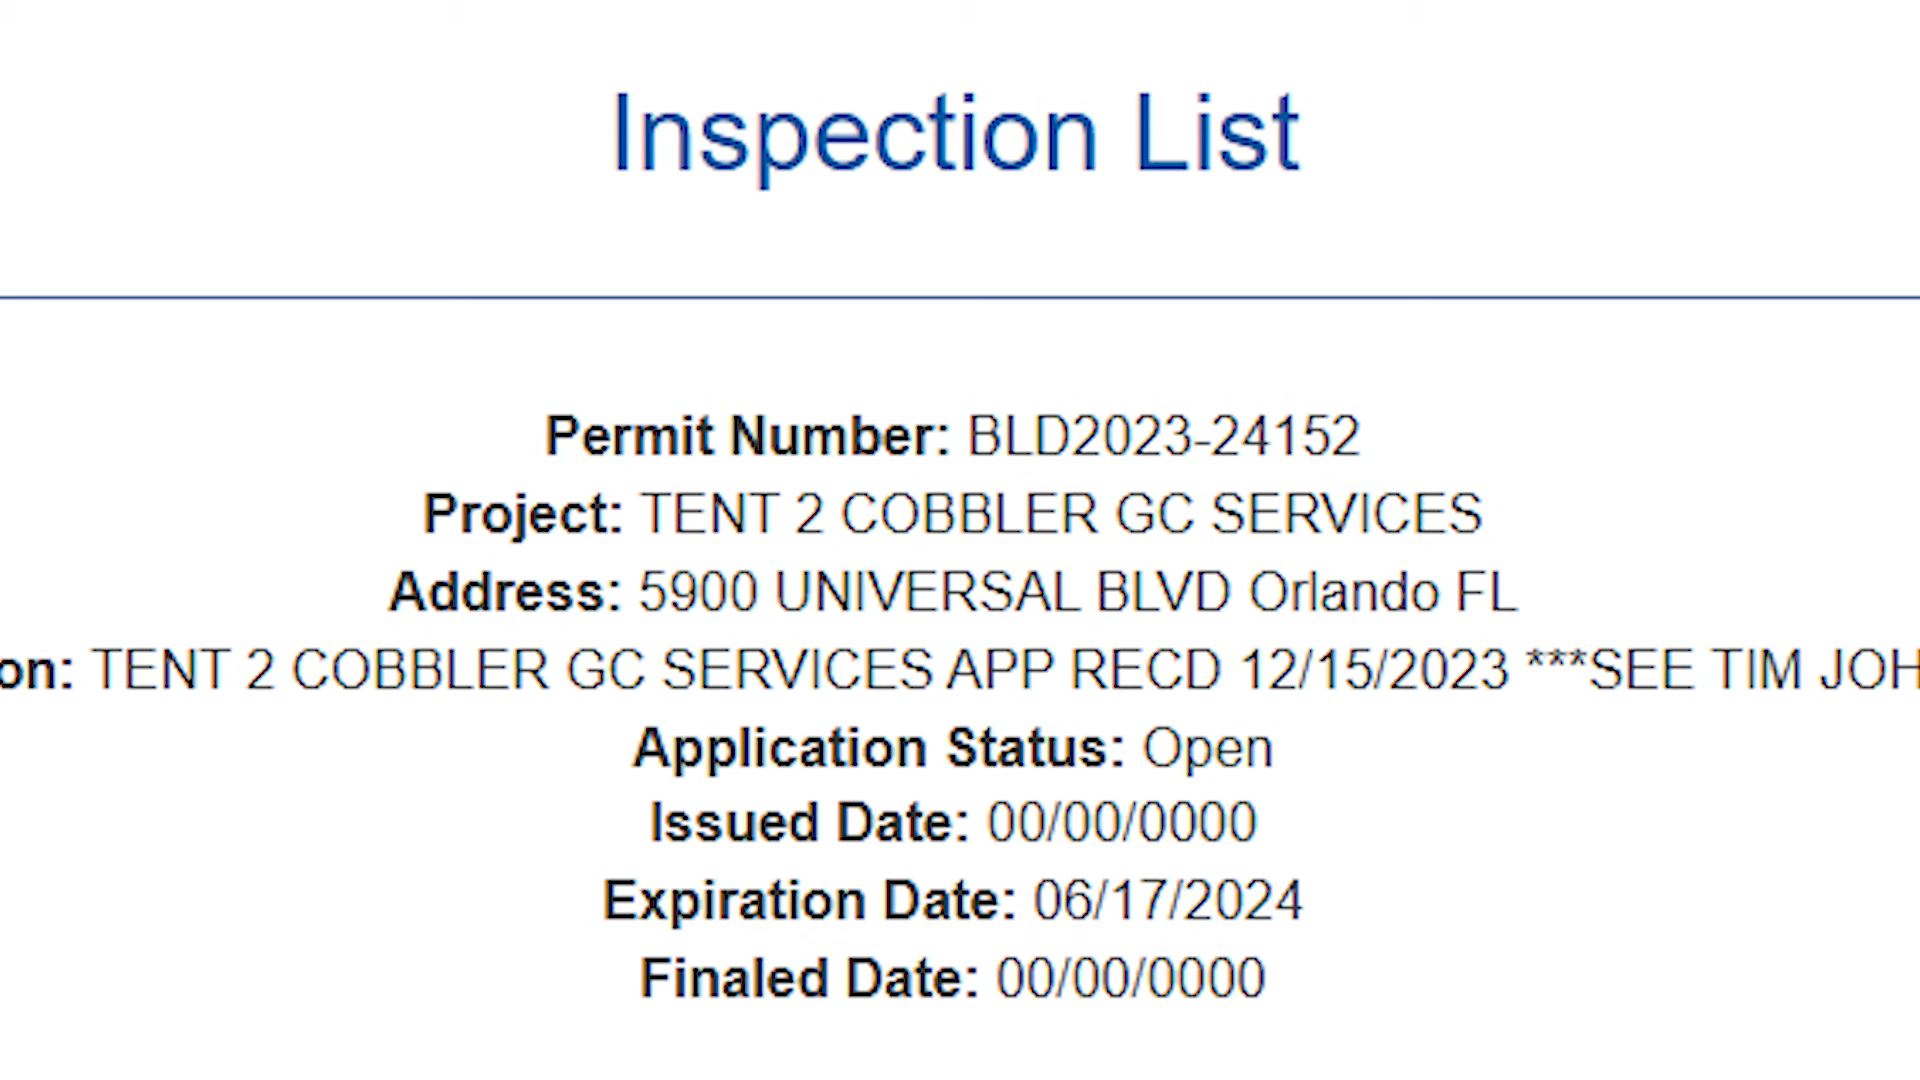 Inspection List
Permit Number: BLD2023-24152
Project: TENT 2 COBBLER GC SERVICES
Address: 5900 UNIVERSAL BLVD Orlando FL
on: TENT 2 COBBLER GC SERVICES APP RECD 12/15/2023 ***SEE TIM JOH
Application Status: Open
Issued Date: 00/00/0000
Expiration Date: 06/17/2024
Finaled Date: 00/00/0000